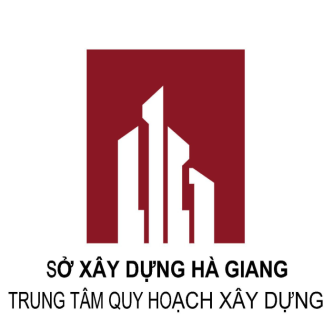 SỞ XÂY DỰNG HÀ GIANG
TRUNG TÂM QUY HOẠCH XÂY DỰNG